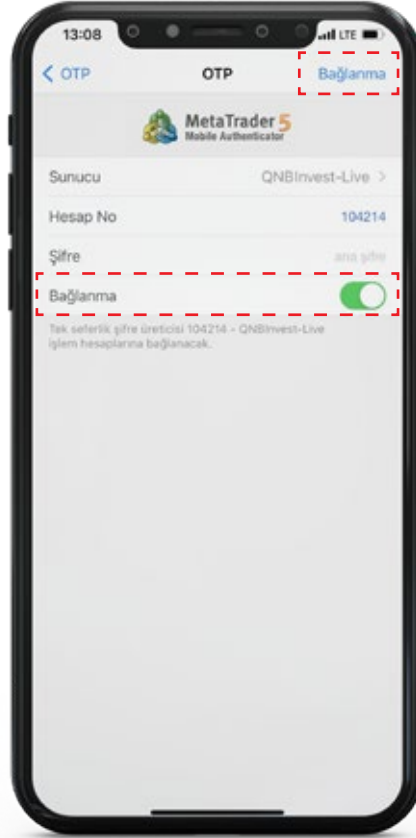 13:08
LTE
OTP
OTP
Bağlanma
MetaTrader 5
Mobile Authenticator
Sunucu
QNBInvest-Live
Hesap No
104214
Şifre
ana şifre
Bağlanma
Tek seferlik şifre üreticisi 104214 - QNBInvest-Live
işlem hesaplarına bağlanacak.